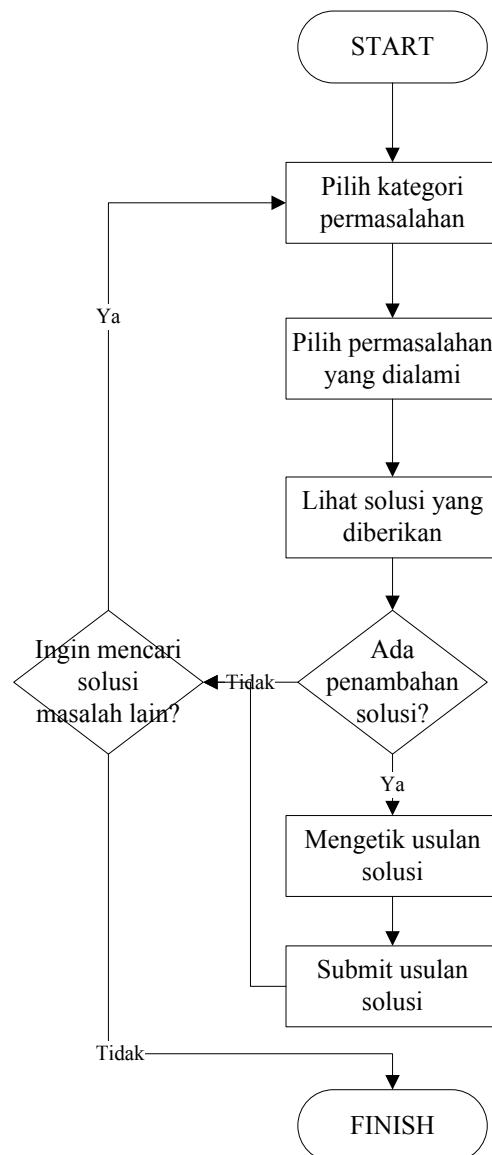 START
Pilih kategori
permasalahan
Ya
Pilih permasalahan
yang dialami
Lihat solusi yang
diberikan
Ingin mencari
solusi
masalah lain?
Tidak
Ada
penambahan
solusi?
Ya
Mengetik usulan
solusi
Submit usulan
solusi
Tidak
FINISH